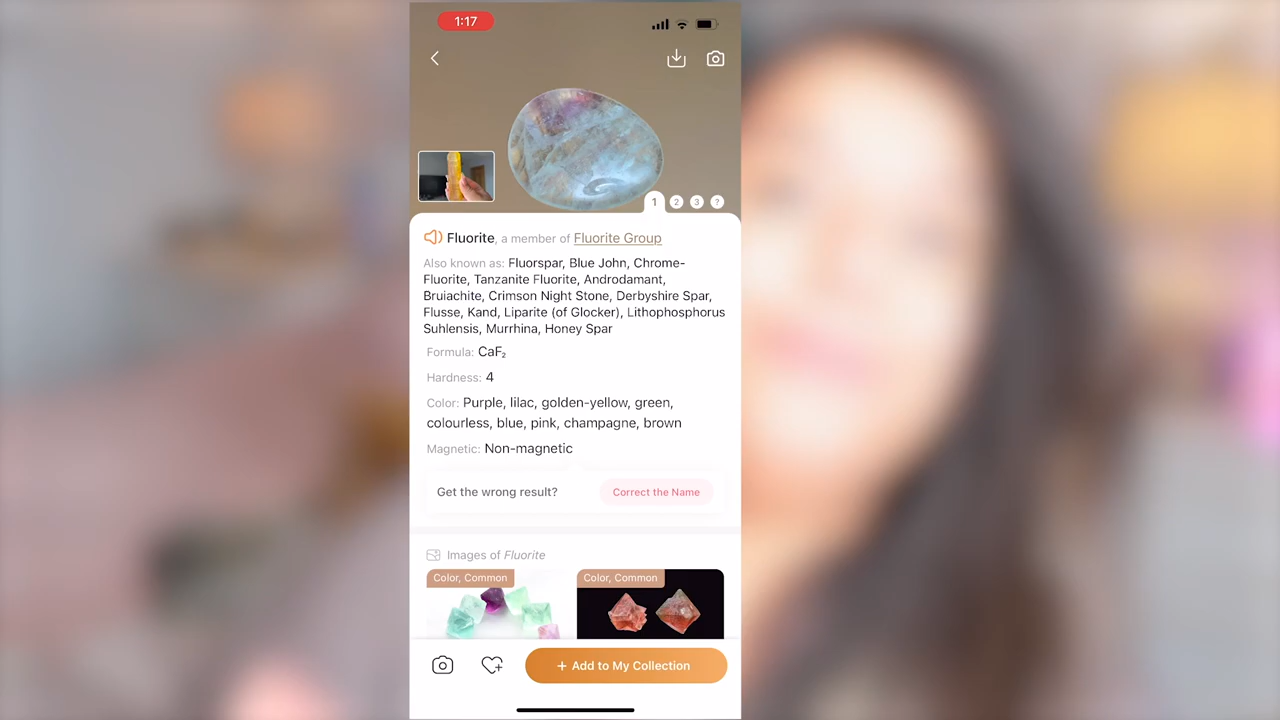 1:17
1 2 3 ?
Fluorite, a member of Fluorite Group
Also known as: Fluorspar, Blue John, Chrome-
Fluorite, Tanzanite Fluorite, Androdamant,
Bruiachite, Crimson Night Stone, Derbyshire Spar,
Flusse, Kand, Liparite (of Glocker), Lithophosphorus
Suhlensis, Murrhina, Honey Spar
Formula: CaF₂
Hardness: 4
Color: Purple, lilac, golden-yellow, green,
colourless, blue, pink, champagne, brown
Magnetic: Non-magnetic
Get the wrong result? Correct the Name
Images of Fluorite
Color, Common Color, Common
+ Add to My Collection